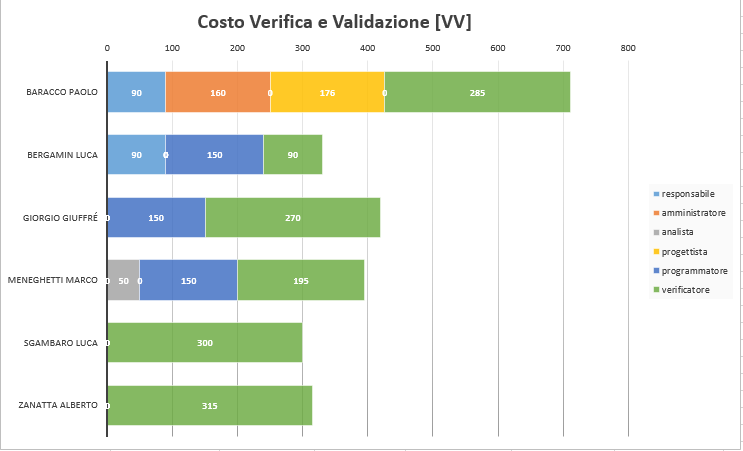 Costo Verifica e Validazione [VV]
0 100 200 300 400 500 600 700 800
BARACCO PAOLO 90 160 0 176 0 285
BERGAMIN LUCA 90 0 150 90
GIORGIO GIUFFRÉ 0 150 270
MENEGHETTI MARCO 0 50 0 150 195
SGAMBARO LUCA 0 300
ZANATTA ALBERTO 0 315
responsabile
amministratore
analista
progettista
programmatore
verificatore